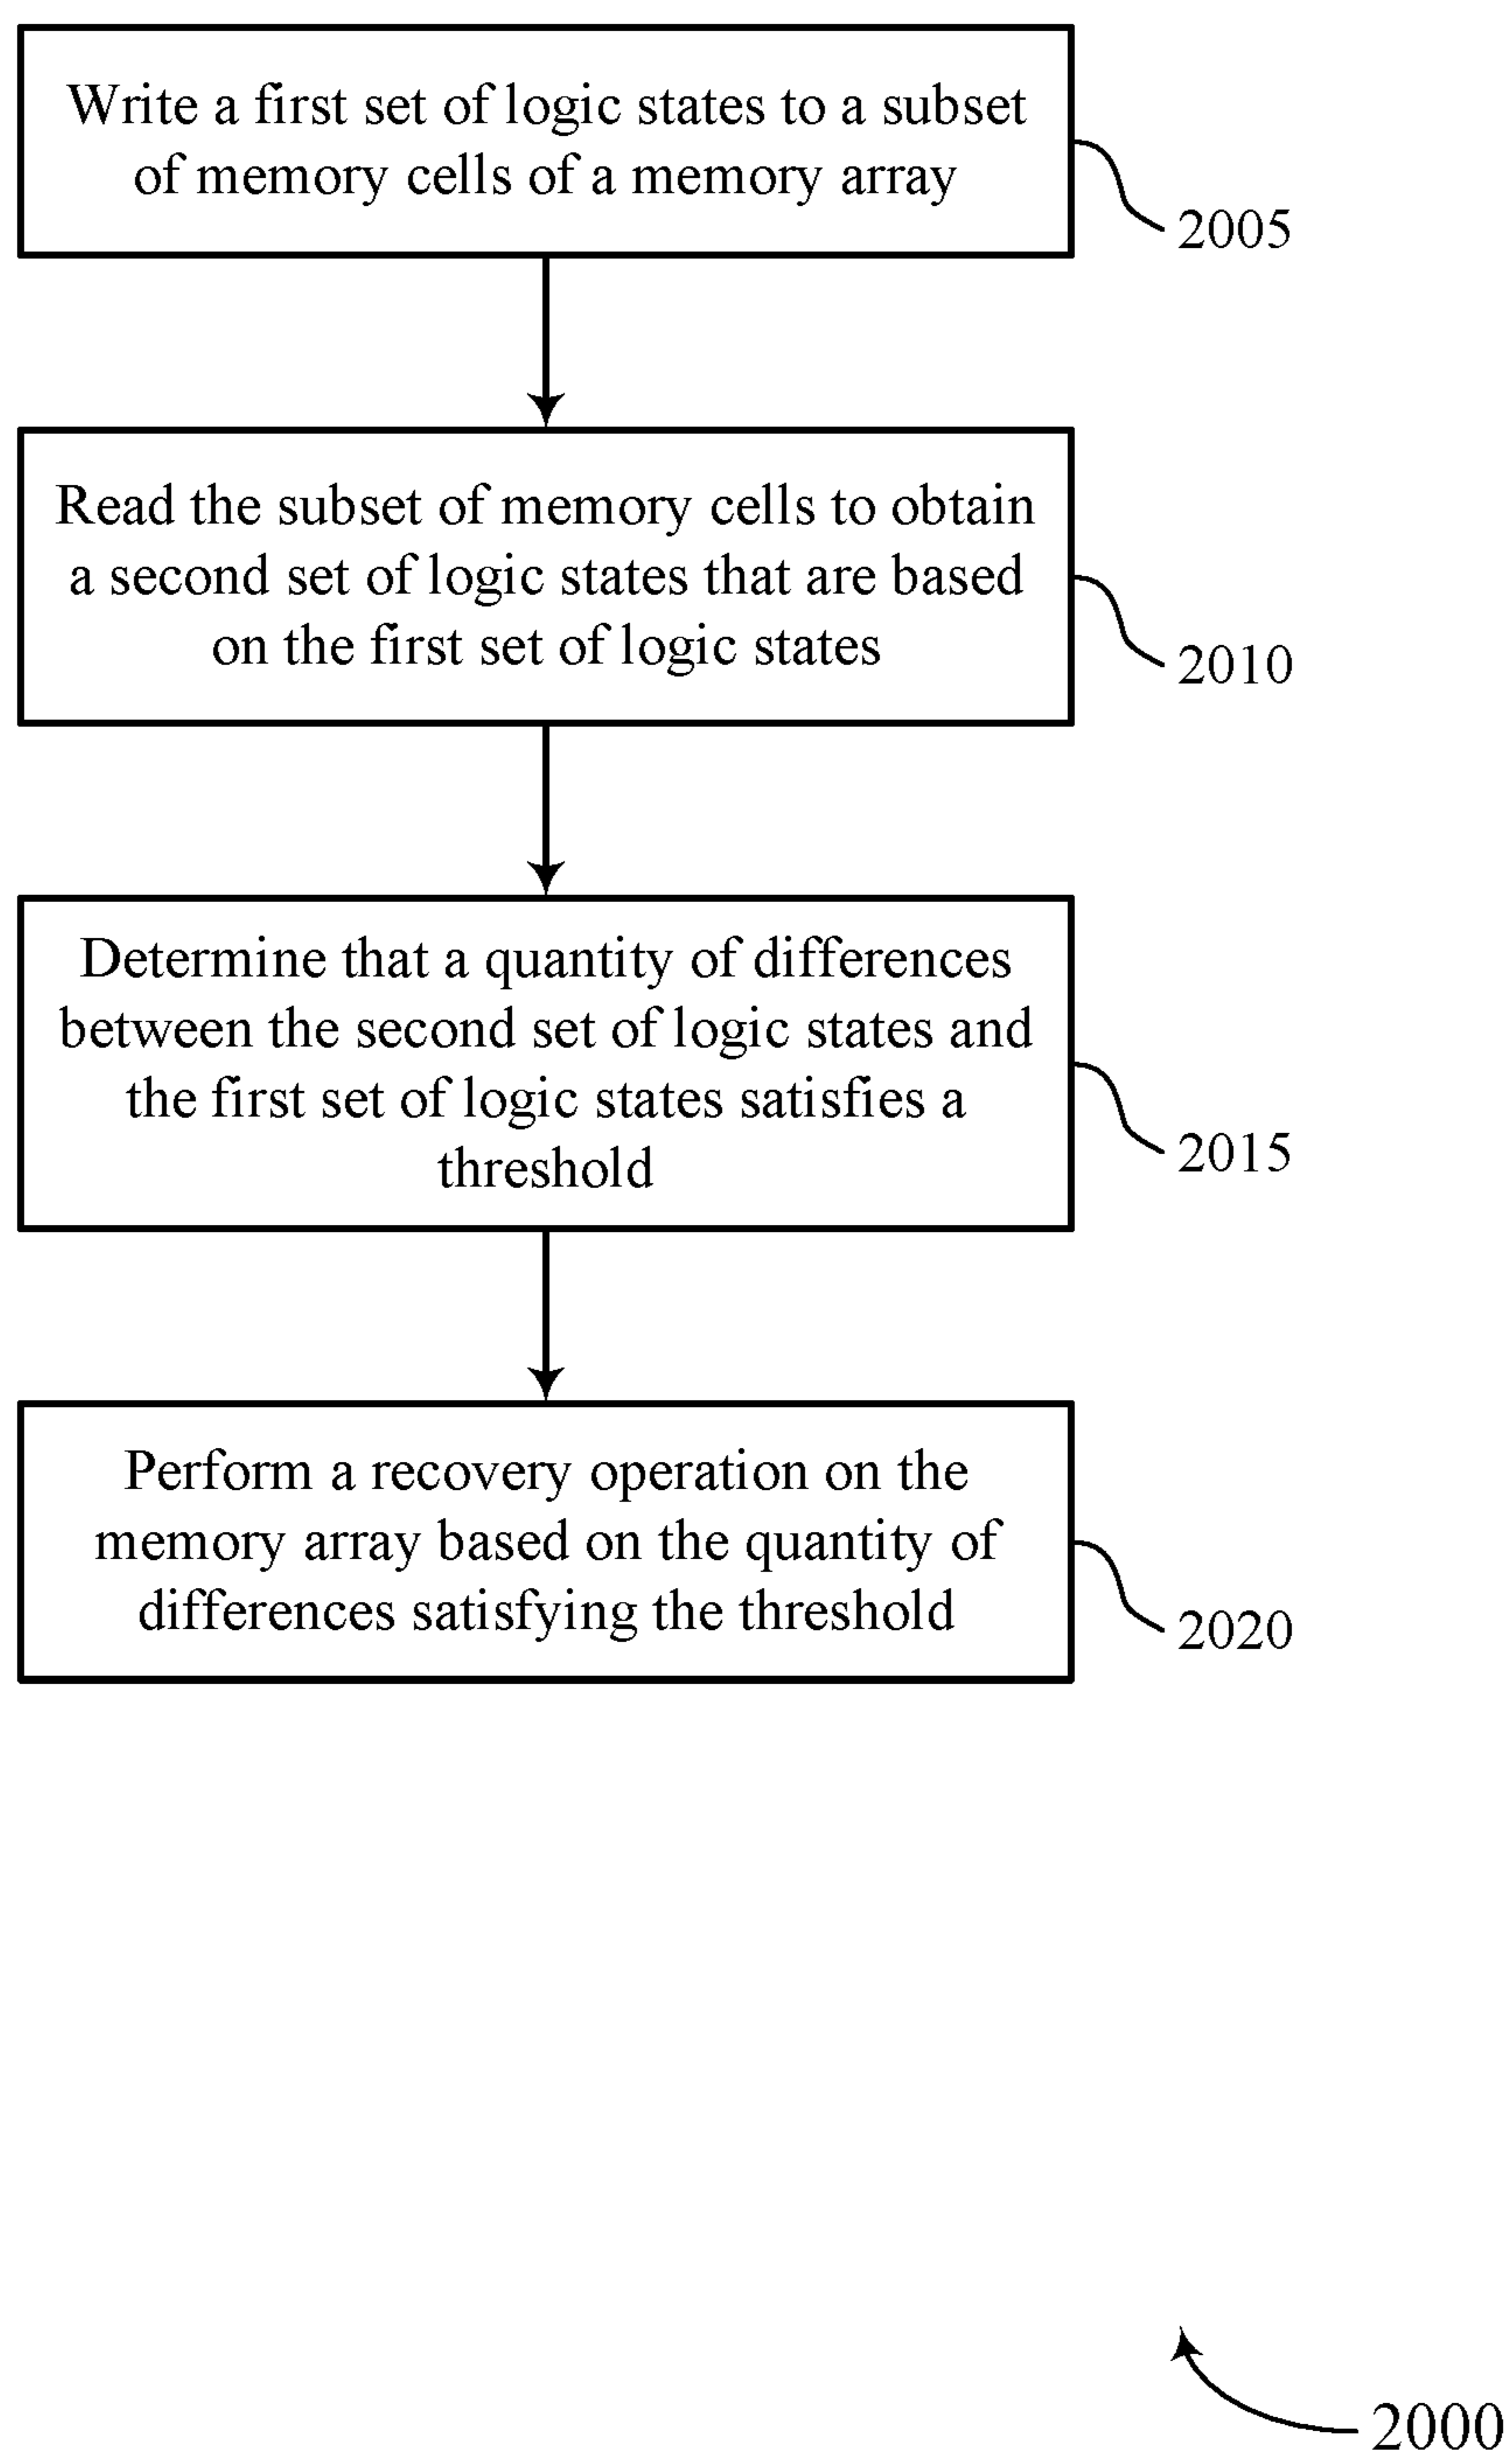 Write a first set of logic states to a subset
of memory cells of a memory array
2005
Read the subset of memory cells to obtain
a second set of logic states that are based
on the first set of logic states
2010
Determine that a quantity of differences
between the second set of logic states and
the first set of logic states satisfies a
threshold
2015
Perform a recovery operation on the
memory array based on the quantity of
differences satisfying the threshold
2020
2000